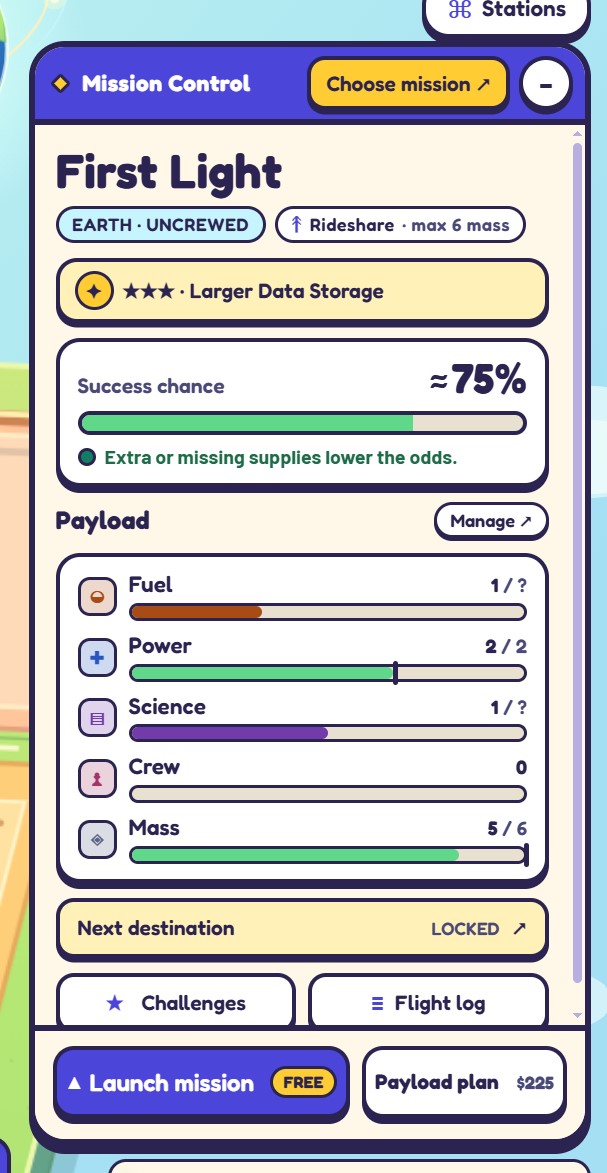 ⌘ Stations
Mission Control
Choose mission ↗
–
First Light
EARTH · UNCREWED
Rideshare · max 6 mass
✦ ★★★ · Larger Data Storage
Success chance
≈75%
Extra or missing supplies lower the odds.
Payload
Manage ↗
Fuel 1 / ?
Power 2 / 2
Science 1 / ?
Crew 0
Mass 5 / 6
Next destination LOCKED ↗
★ Challenges
Flight log
▲ Launch mission FREE
Payload plan $225